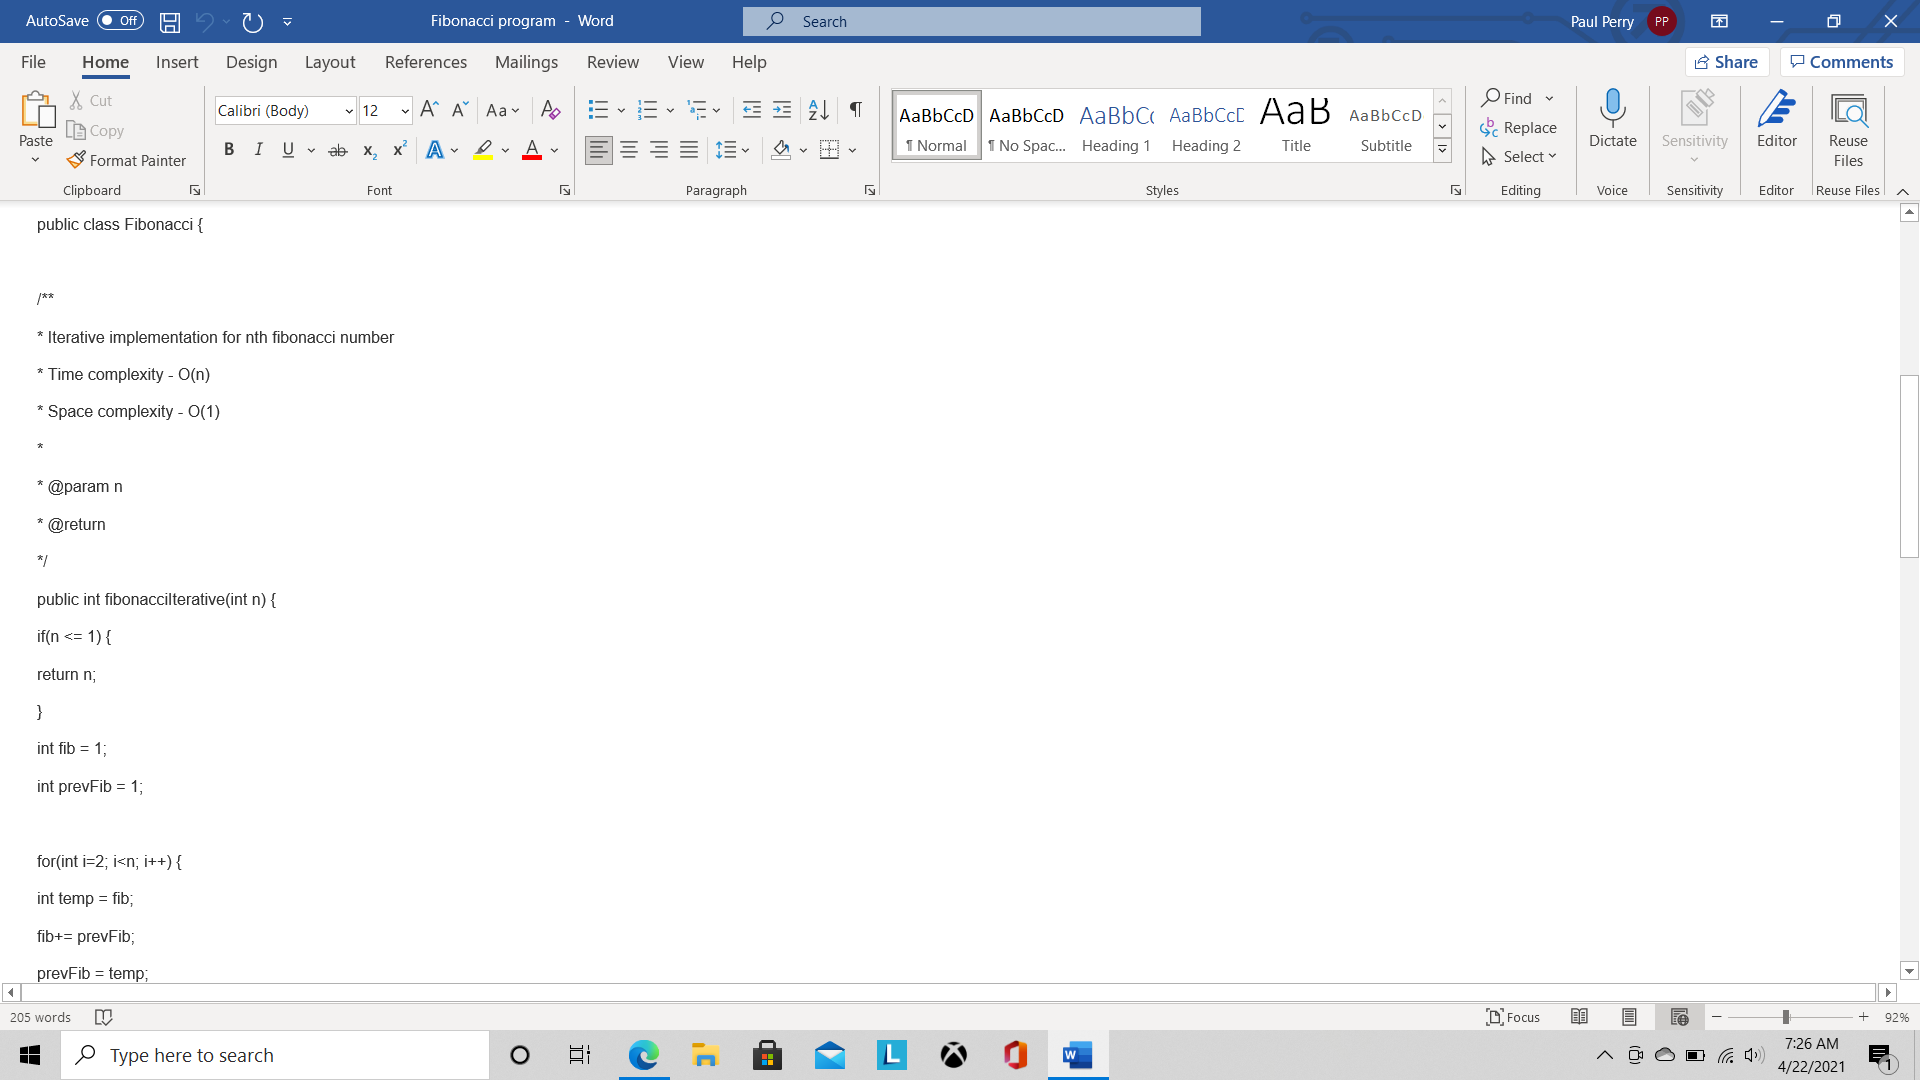 AutoSave Off Fibonacci program - Word Search Paul Perry PP
File Home Insert Design Layout References Mailings Review View Help Share Comments
Paste Cut Copy Format Painter Clipboard
Calibri (Body) 12 A A Aa A
B I U ab x2 x2 A A Font
A Z ¶ Paragraph
AaBbCcD AaBbCcD AaBbCc AaBbCcD AaB AaBbCcD
¶ Normal ¶ No Spac... Heading 1 Heading 2 Title Subtitle
Styles
Find Replace Select Editing
Dictate Voice
Sensitivity Sensitivity
Editor Editor
Reuse Files Reuse Files
public class Fibonacci {
/**
* Iterative implementation for nth fibonacci number
* Time complexity - O(n)
* Space complexity - O(1)
*
* @param n
* @return
*/
public int fibonacciIterative(int n) {
if(n <= 1) {
return n;
}
int fib = 1;
int prevFib = 1;
for(int i=2; i<n; i++) {
int temp = fib;
fib+= prevFib;
prevFib = temp;
205 words Focus 92%
Type here to search 7:26 AM
4/22/2021 1